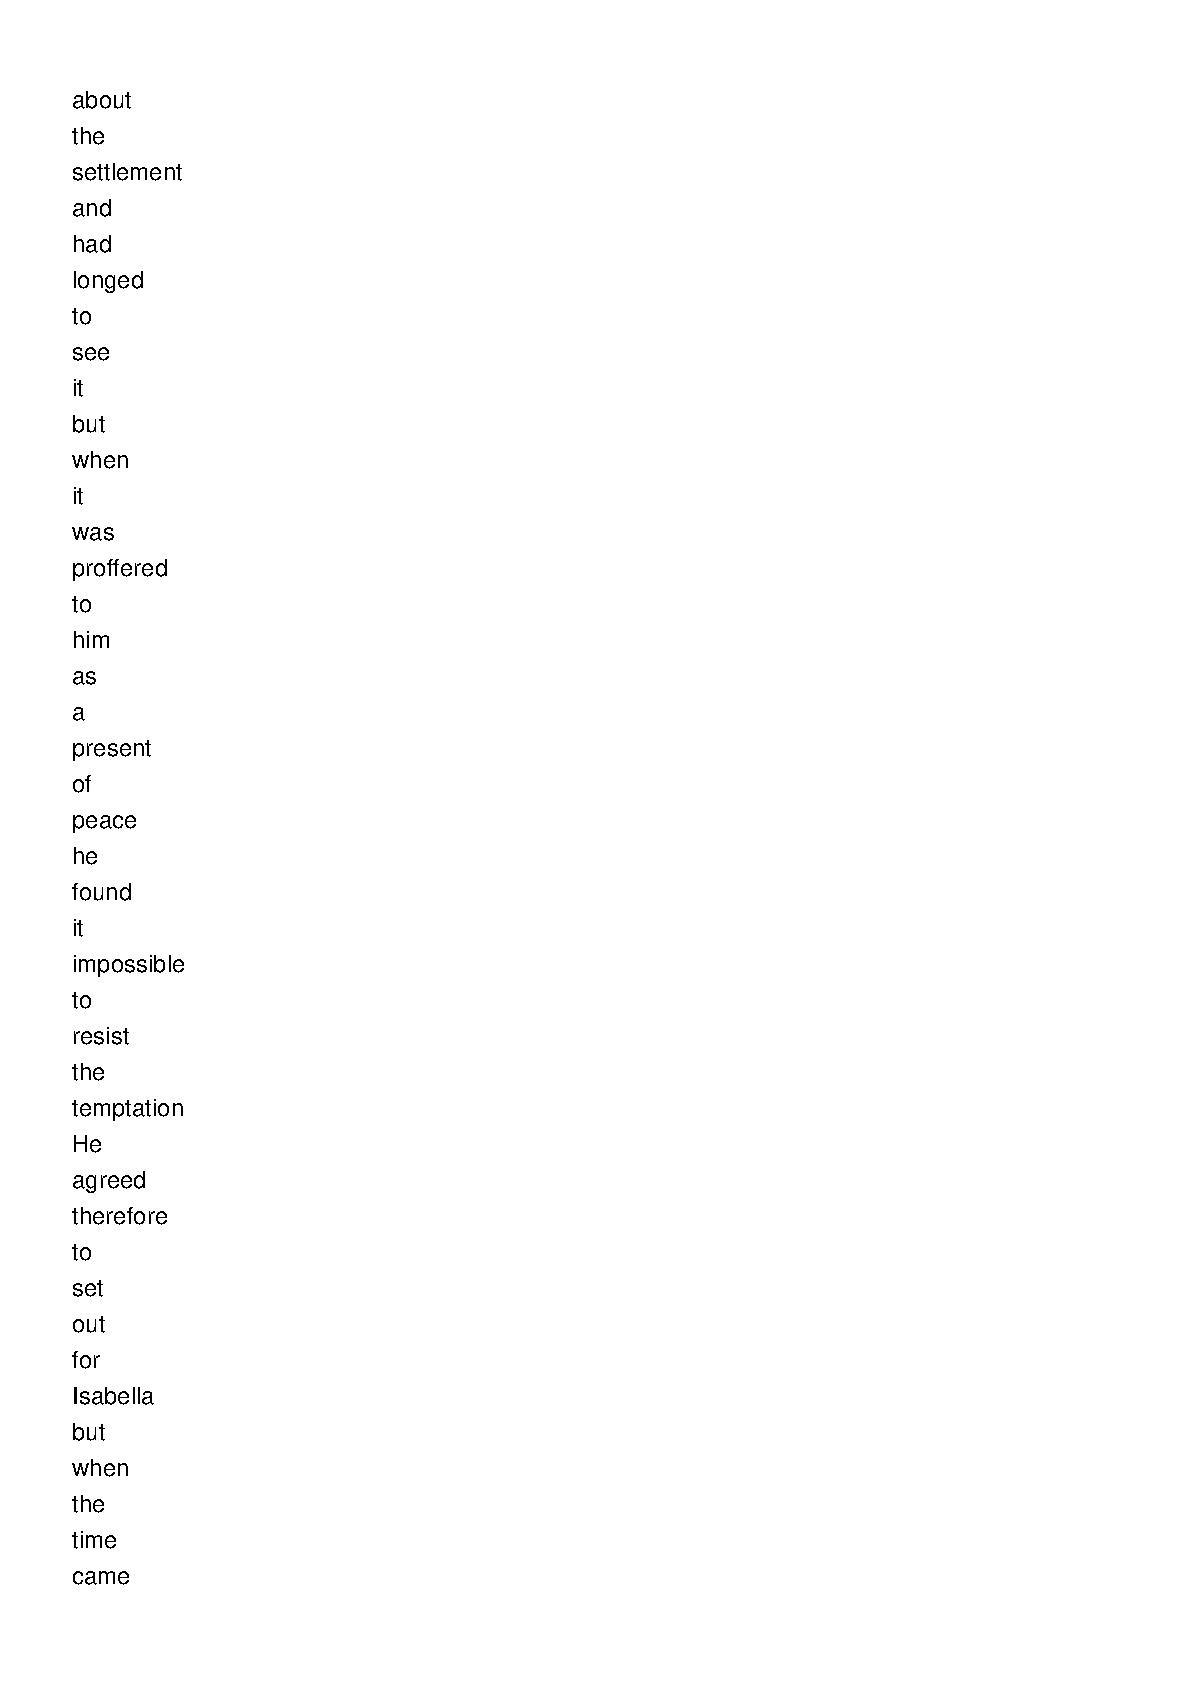 about
the
settlement
and
had
longed
to
see
it
but
when
it
was
proffered
to
him
as
a
present
of
peace
he
found
it
impossible
to
resist
the
temptation
He
agreed
therefore
to
set
out
for
Isabella
but
when
the
time
came